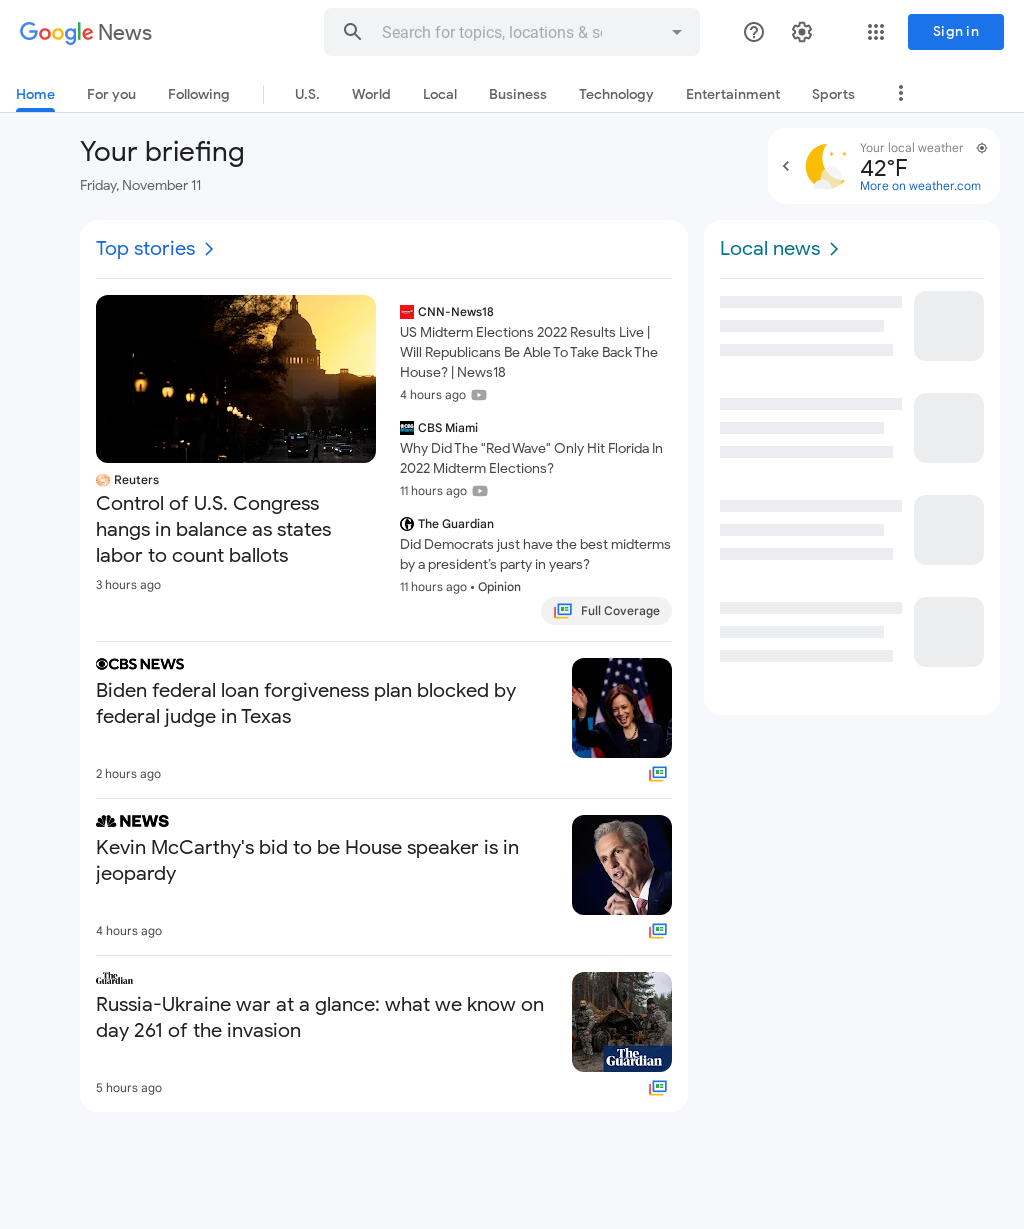 Google News
Search for topics, locations & so
Sign in
Home
For you
Following
U.S.
World
Local
Business
Technology
Entertainment
Sports
Your briefing
Friday, November 11
Your local weather
42°F
More on weather.com
Top stories
Reuters
Control of U.S. Congress
hangs in balance as states
labor to count ballots
3 hours ago
CNN-News18
US Midterm Elections 2022 Results Live |
Will Republicans Be Able To Take Back The
House? | News18
4 hours ago
CBS Miami
Why Did The "Red Wave" Only Hit Florida In
2022 Midterm Elections?
11 hours ago
The Guardian
Did Democrats just have the best midterms
by a president’s party in years?
11 hours ago • Opinion
Full Coverage
CBS NEWS
Biden federal loan forgiveness plan blocked by
federal judge in Texas
2 hours ago
NEWS
Kevin McCarthy's bid to be House speaker is in
jeopardy
4 hours ago
The
Guardian
Russia-Ukraine war at a glance: what we know on
day 261 of the invasion
The
Guardian
5 hours ago
Local news